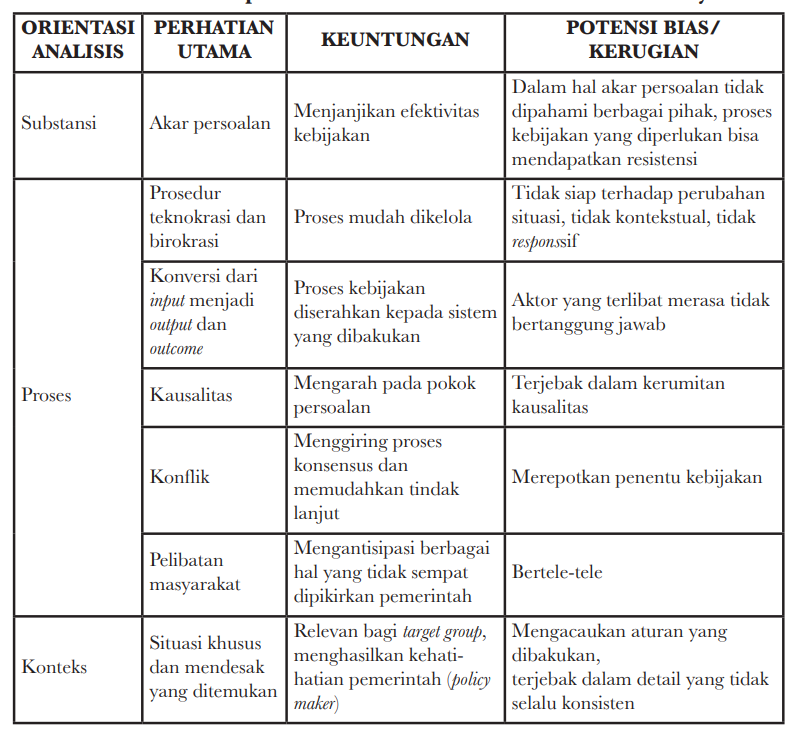 ORIENTASI
ANALISIS
PERHATIAN
UTAMA
KEUNTUNGAN
POTENSI BIAS/
KERUGIAN
Substansi
Akar persoalan
Menjanjikan efektivitas
kebijakan
Dalam hal akar persoalan tidak
dipahami berbagai pihak, proses
kebijakan yang diperlukan bisa
mendapatkan resistensi
Proses
Prosedur
teknokrasi dan
birokrasi
Proses mudah dikelola
Tidak siap terhadap perubahan
situasi, tidak kontekstual, tidak
responssif
Konversi dari
input menjadi
output dan
outcome
Proses kebijakan
diserahkan kepada sistem
yang dibakukan
Aktor yang terlibat merasa tidak
bertanggung jawab
Kausalitas
Mengarah pada pokok
persoalan
Terjebak dalam kerumitan
kausalitas
Konflik
Menggiring proses
konsensus dan
memudahkan tindak
lanjut
Merepotkan penentu kebijakan
Pelibatan
masyarakat
Mengantisipasi berbagai
hal yang tidak sempat
dipikirkan pemerintah
Bertele-tele
Konteks
Situasi khusus
dan mendesak
yang ditemukan
Relevan bagi target group,
menghasilkan kehati-
hatian pemerintah (policy
maker)
Mengacaukan aturan yang
dibakukan,
terjebak dalam detail yang tidak
selalu konsisten